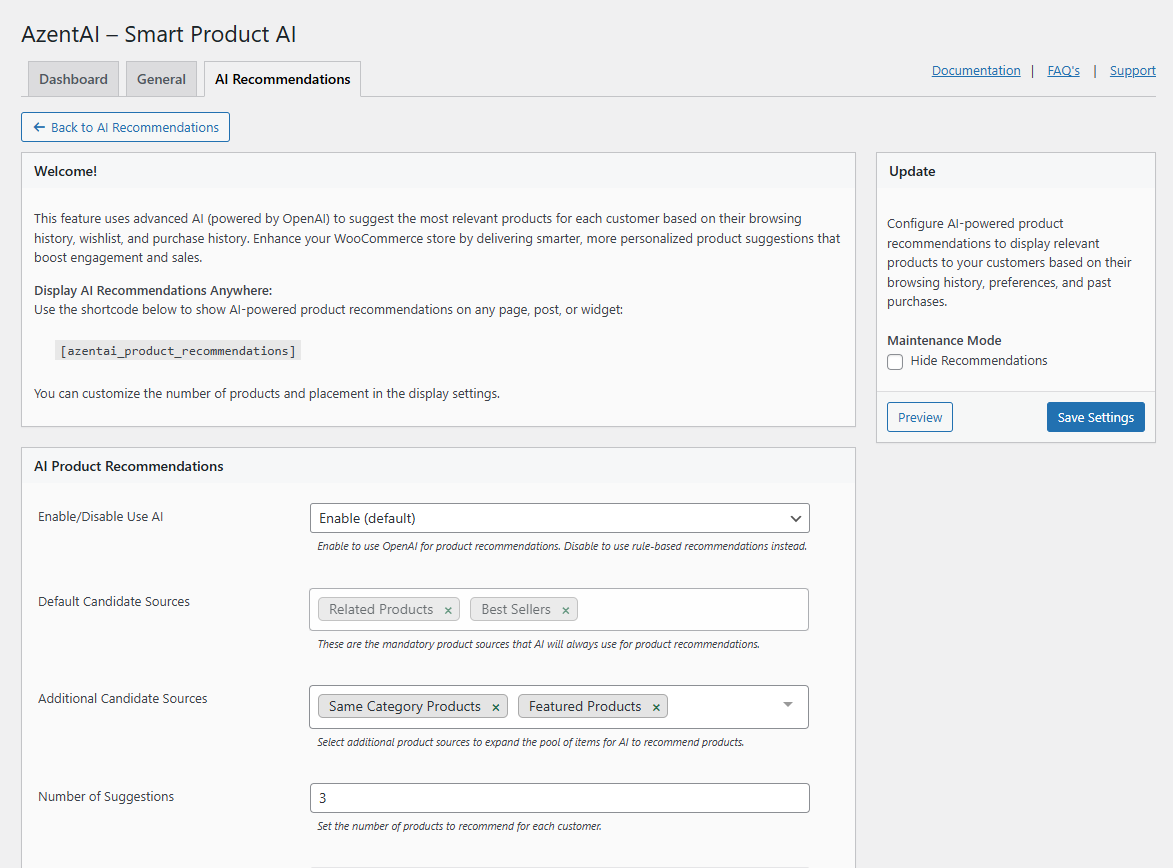 AzentAI – Smart Product AI
Dashboard
General
AI Recommendations
Documentation | FAQ's | Support
← Back to AI Recommendations
Welcome!
This feature uses advanced AI (powered by OpenAI) to suggest the most relevant products for each customer based on their browsing
history, wishlist, and purchase history. Enhance your WooCommerce store by delivering smarter, more personalized product suggestions that
boost engagement and sales.
Display AI Recommendations Anywhere:
Use the shortcode below to show AI-powered product recommendations on any page, post, or widget:
[azentai_product_recommendations]
You can customize the number of products and placement in the display settings.
Update
Configure AI-powered product
recommendations to display relevant
products to your customers based on their
browsing history, preferences, and past
purchases.
Maintenance Mode
Hide Recommendations
Preview
Save Settings
AI Product Recommendations
Enable/Disable Use AI
Enable (default)
Enable to use OpenAI for product recommendations. Disable to use rule-based recommendations instead.
Default Candidate Sources
Related Products ×
Best Sellers ×
These are the mandatory product sources that AI will always use for product recommendations.
Additional Candidate Sources
Same Category Products ×
Featured Products ×
Select additional product sources to expand the pool of items for AI to recommend products.
Number of Suggestions
3
Set the number of products to recommend for each customer.